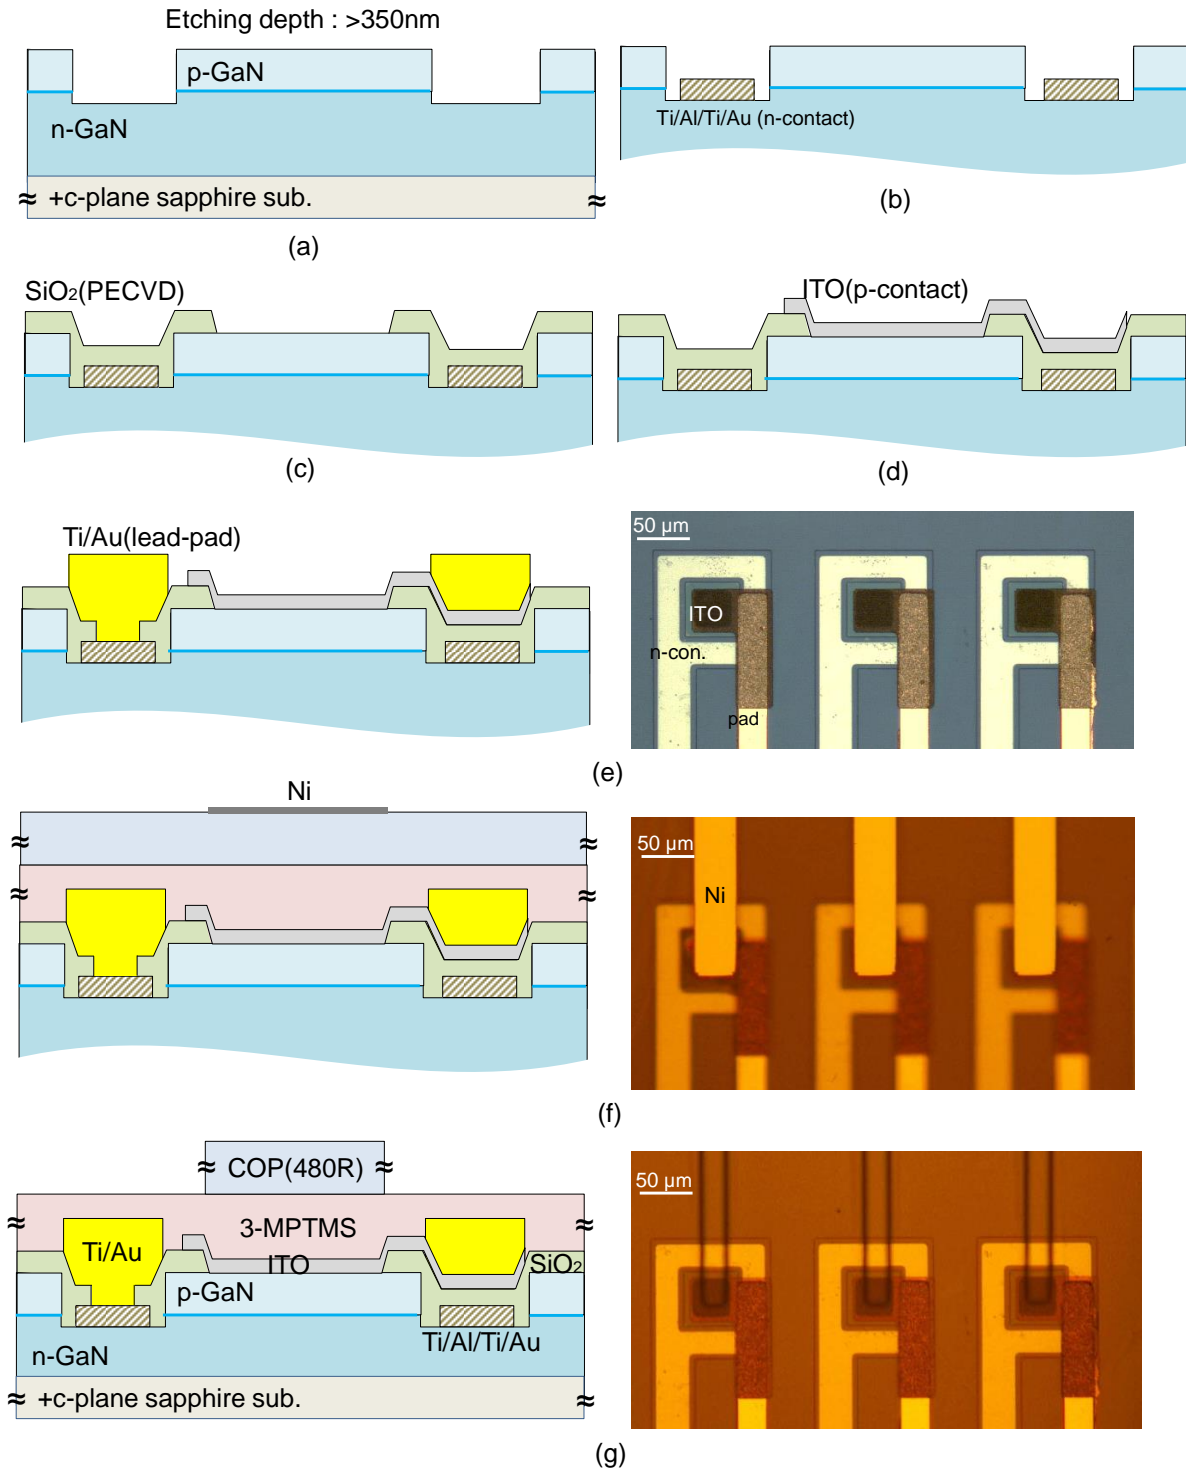 Etching depth : >350nm
p-GaN
n-GaN
+c-plane sapphire sub.
(a)
Ti/Al/Ti/Au (n-contact)
(b)
SiO₂(PECVD)
(c)
ITO(p-contact)
(d)
Ti/Au(lead-pad)
50 µm
ITO
n-con.
pad
(e)
Ni
50 µm
Ni
(f)
COP(480R)
3-MPTMS
Ti/Au
ITO
SiO₂
p-GaN
Ti/Al/Ti/Au
n-GaN
+c-plane sapphire sub.
50 µm
(g)